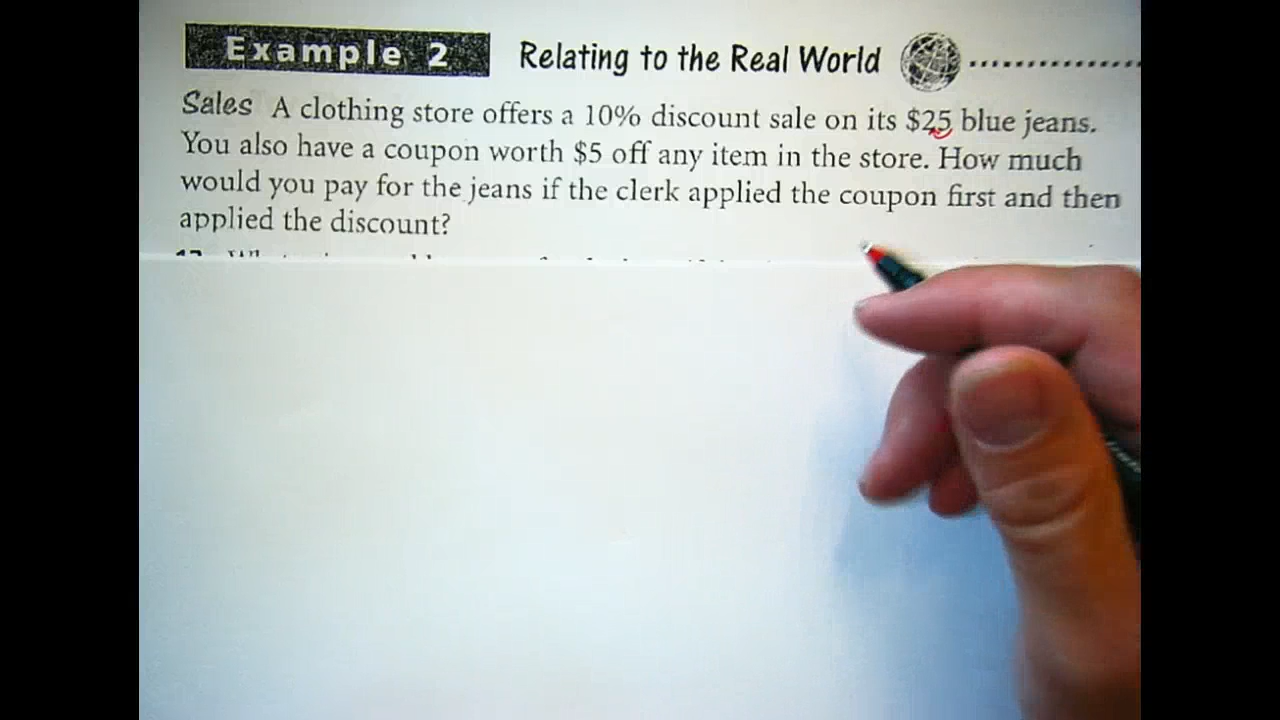 Example 2 Relating to the Real World
Sales A clothing store offers a 10% discount sale on its $25 blue jeans.
You also have a coupon worth $5 off any item in the store. How much
would you pay for the jeans if the clerk applied the coupon first and then
applied the discount?